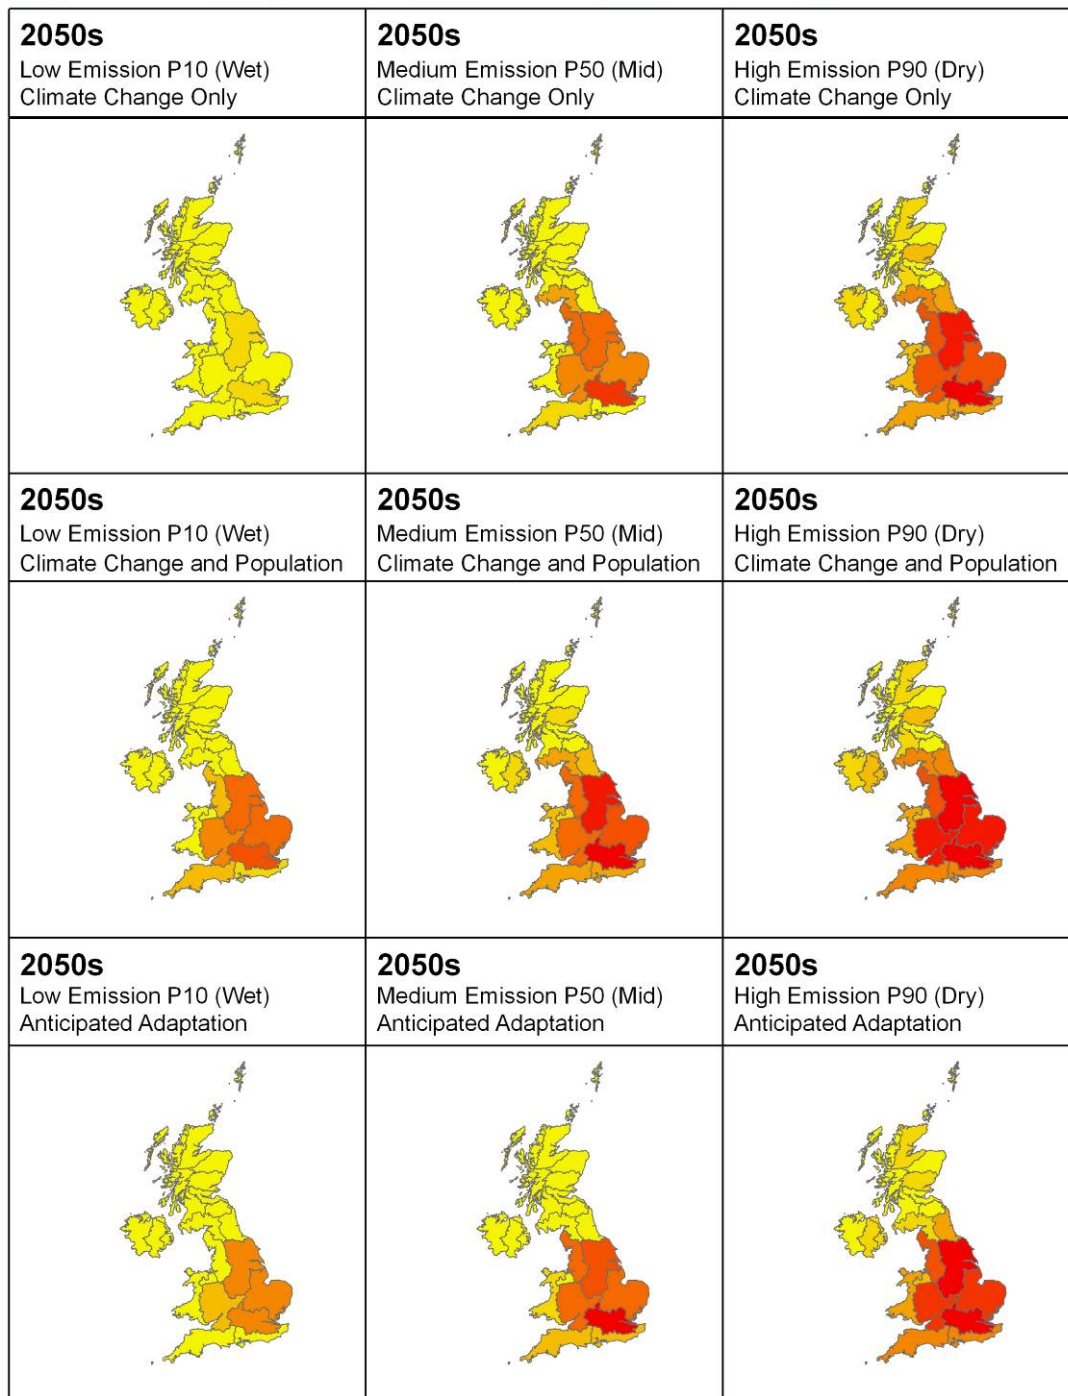 2050s
Low Emission P10 (Wet)
Climate Change Only
2050s
Medium Emission P50 (Mid)
Climate Change Only
2050s
High Emission P90 (Dry)
Climate Change Only
2050s
Low Emission P10 (Wet)
Climate Change and Population
2050s
Medium Emission P50 (Mid)
Climate Change and Population
2050s
High Emission P90 (Dry)
Climate Change and Population
2050s
Low Emission P10 (Wet)
Anticipated Adaptation
2050s
Medium Emission P50 (Mid)
Anticipated Adaptation
2050s
High Emission P90 (Dry)
Anticipated Adaptation